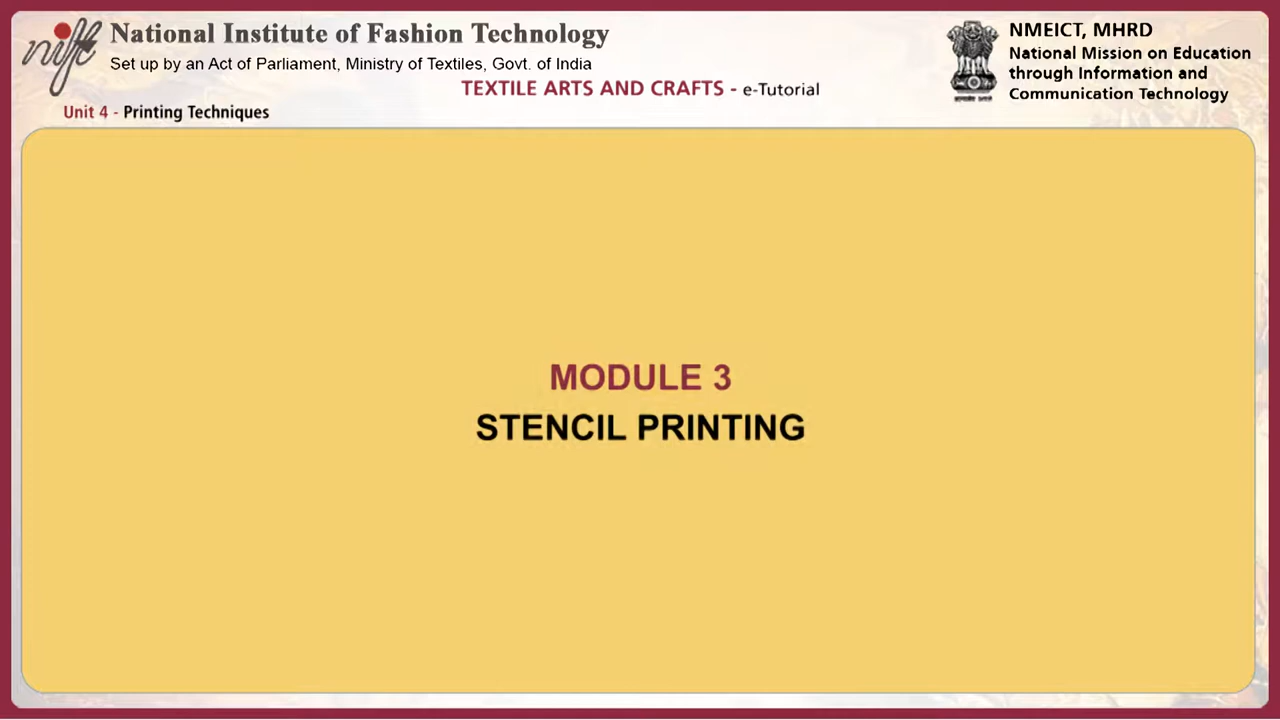 nift
National Institute of Fashion Technology
Set up by an Act of Parliament, Ministry of Textiles, Govt. of India
TEXTILE ARTS AND CRAFTS - e-Tutorial
Unit 4 - Printing Techniques
NMEICT, MHRD
National Mission on Education
through Information and
Communication Technology
MODULE 3
STENCIL PRINTING